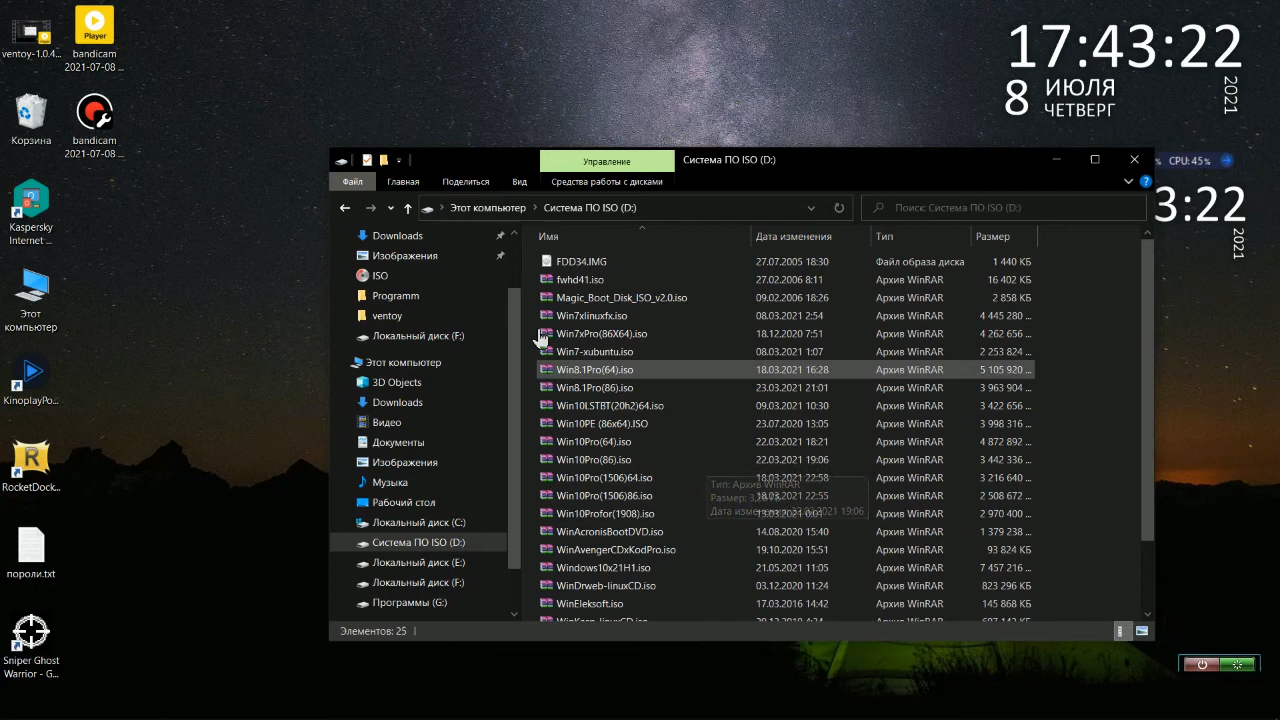 ventoy-1.0.4...
bandicam
2021-07-08 ...
Player
Корзина
bandicam
2021-07-08 ...
Kaspersky
Internet ...
Этот
компьютер
KinoplayPo...
RocketDock...
пороли.txt
Sniper Ghost
Warrior - G...
17:43:22
8 ИЮЛЯ
ЧЕТВЕРГ
2021
CPU: 45%
3:22
2021
Управление
Система ПО ISO (D:)
Файл
Главная
Поделиться
Вид
Средства работы с дисками
Этот компьютер
Система ПО ISO (D:)
Поиск: Система ПО ISO (D:)
Downloads
Изображения
ISO
Programm
ventoy
Локальный диск (F:)
Этот компьютер
3D Objects
Downloads
Видео
Документы
Изображения
Музыка
Рабочий стол
Локальный диск (C:)
Система ПО ISO (D:)
Локальный диск (E:)
Локальный диск (F:)
Программы (G:)
Имя Дата изменения Тип Размер
FDD34.IMG 27.07.2005 18:30 Файл образа диска 1 440 КБ
fwhd41.iso 27.02.2006 8:11 Архив WinRAR 16 402 КБ
Magic_Boot_Disk_ISO_v2.0.iso 09.02.2006 18:26 Архив WinRAR 2 858 КБ
Win7xlinuxfx.iso 08.03.2021 2:54 Архив WinRAR 4 445 280 ...
Win7xPro(86X64).iso 18.12.2020 7:51 Архив WinRAR 4 262 656 ...
Win7-xubuntu.iso 08.03.2021 1:07 Архив WinRAR 2 253 824 ...
Win8.1Pro(64).iso 18.03.2021 16:28 Архив WinRAR 5 105 920 ...
Win8.1Pro(86).iso 23.03.2021 21:01 Архив WinRAR 3 963 904 ...
Win10LSTBT(20h2)64.iso 09.03.2021 10:30 Архив WinRAR 3 422 656 ...
Win10PE (86x64).ISO 23.07.2020 13:05 Архив WinRAR 3 998 316 ...
Win10Pro(64).iso 22.03.2021 18:21 Архив WinRAR 4 872 892 ...
Win10Pro(86).iso 22.03.2021 19:06 Архив WinRAR 3 442 336 ...
Win10Pro(1506)64.iso 18.03.2021 22:58 Архив WinRAR 3 216 640 ...
Win10Pro(1506)86.iso 18.03.2021 22:55 Архив WinRAR 2 508 672 ...
Win10Profor(1908).iso Архив WinRAR 2 970 400 ...
WinAcronisBootDVD.iso 14.08.2020 15:40 Архив WinRAR 1 379 238 ...
WinAvengerCDxKodPro.iso 19.10.2020 15:51 Архив WinRAR 93 824 КБ
Windows10x21H1.iso 21.05.2021 11:05 Архив WinRAR 7 457 216 ...
WinDrweb-linuxCD.iso 03.12.2020 11:24 Архив WinRAR 823 296 КБ
WinEleksoft.iso 17.03.2016 14:42 Архив WinRAR 145 868 КБ
Тип: Архив WinRAR
Элементов: 25